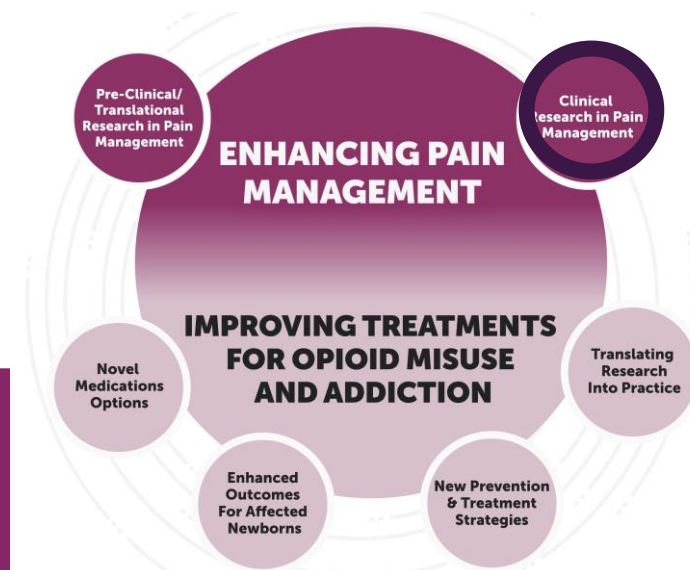 Pre-Clinical/
Translational
Research in Pain
Management
Clinical
Research in Pain
Management
ENHANCING PAIN
MANAGEMENT
IMPROVING TREATMENTS
FOR OPIOID MISUSE
AND ADDICTION
Novel
Medications
Options
Translating
Research
Into Practice
Enhanced
Outcomes
For Affected
Newborns
New Prevention
& Treatment
Strategies